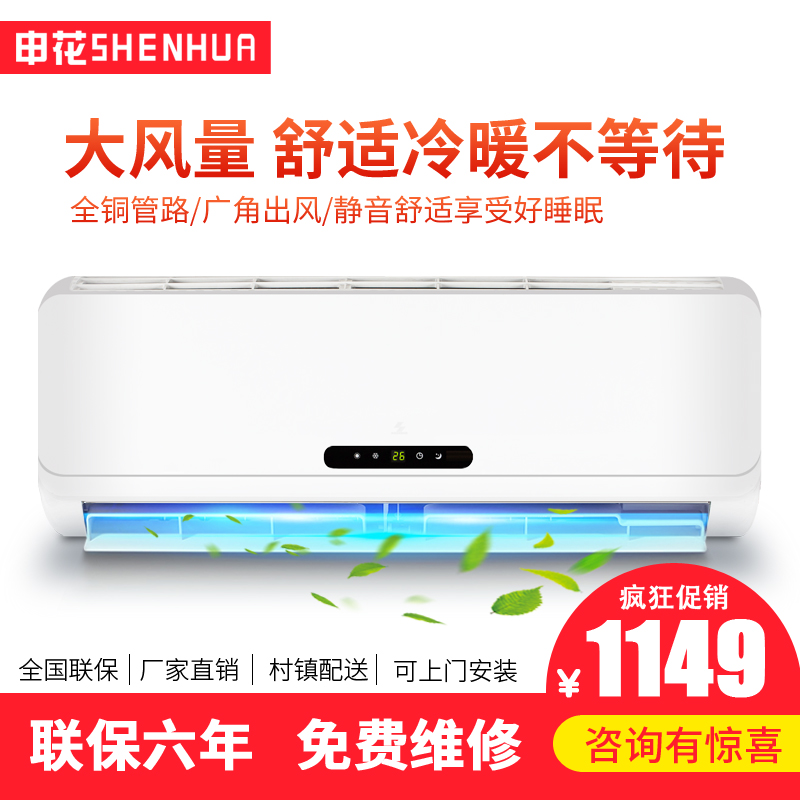 申花SHENHUA
大风量 舒适冷暖不等待
全铜管路/广角出风/静音舒适享受好睡眠
26
疯狂促销
¥1149
全国联保 | 厂家直销 | 村镇配送 | 可上门安装
联保六年 免费维修 咨询有惊喜